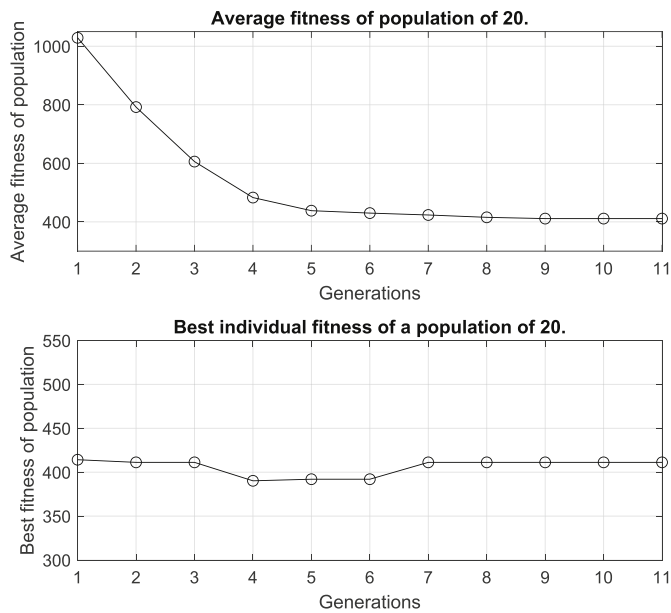 Average fitness of population of 20.
Average fitness of population
1000
800
600
400
1 2 3 4 5 6 7 8 9 10 11
Generations
Best individual fitness of a population of 20.
Best fitness of population
550
500
450
400
350
300
1 2 3 4 5 6 7 8 9 10 11
Generations